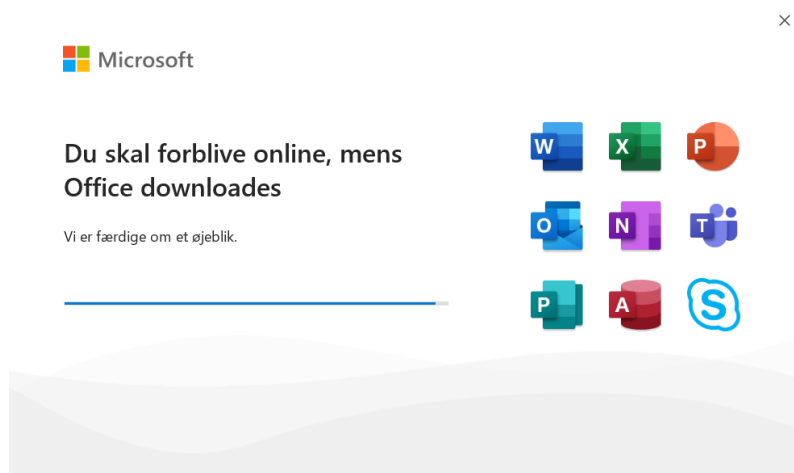 Microsoft
Du skal forblive online, mens
Office downloades
Vi er færdige om et øjeblik.
W
X
P
O
N
T
P
A
S